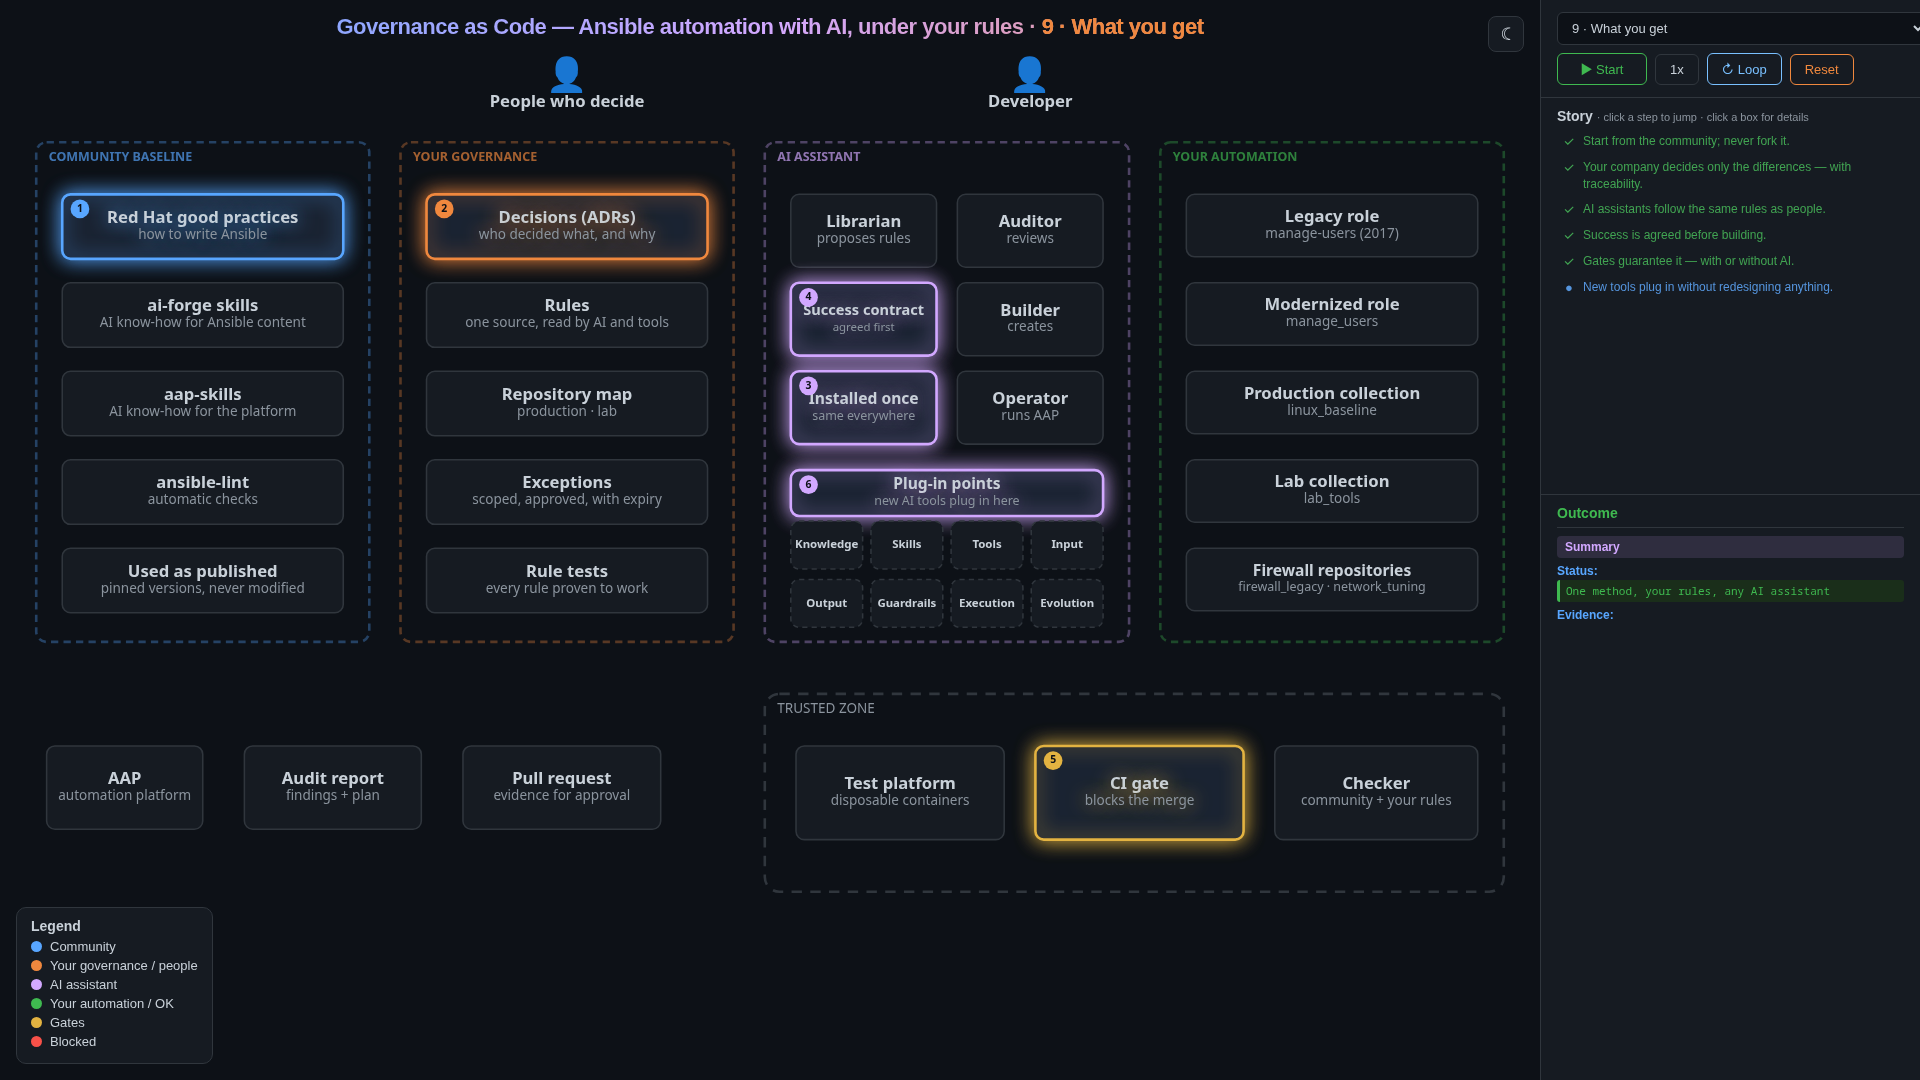 Governance as Code — Ansible automation with AI, under your rules · 9 · What you get
☾
People who decide
Developer
COMMUNITY BASELINE
1
Red Hat good practices
how to write Ansible
ai-forge skills
AI know-how for Ansible content
aap-skills
AI know-how for the platform
ansible-lint
automatic checks
Used as published
pinned versions, never modified
YOUR GOVERNANCE
2
Decisions (ADRs)
who decided what, and why
Rules
one source, read by AI and tools
Repository map
production · lab
Exceptions
scoped, approved, with expiry
Rule tests
every rule proven to work
AI ASSISTANT
Librarian
proposes rules
Auditor
reviews
4
Success contract
agreed first
Builder
creates
3
Installed once
same everywhere
Operator
runs AAP
6
Plug-in points
new AI tools plug in here
Knowledge
Skills
Tools
Input
Output
Guardrails
Execution
Evolution
YOUR AUTOMATION
Legacy role
manage-users (2017)
Modernized role
manage_users
Production collection
linux_baseline
Lab collection
lab_tools
Firewall repositories
firewall_legacy · network_tuning
AAP
automation platform
Audit report
findings + plan
Pull request
evidence for approval
TRUSTED ZONE
Test platform
disposable containers
5
CI gate
blocks the merge
Checker
community + your rules
Legend
Community
Your governance / people
AI assistant
Your automation / OK
Gates
Blocked
9 · What you get
▶ Start
1x
↻ Loop
Reset
Story · click a step to jump · click a box for details
✓ Start from the community; never fork it.
✓ Your company decides only the differences — with
traceability.
✓ AI assistants follow the same rules as people.
✓ Success is agreed before building.
✓ Gates guarantee it — with or without AI.
● New tools plug in without redesigning anything.
Outcome
Summary
Status:
One method, your rules, any AI assistant
Evidence: